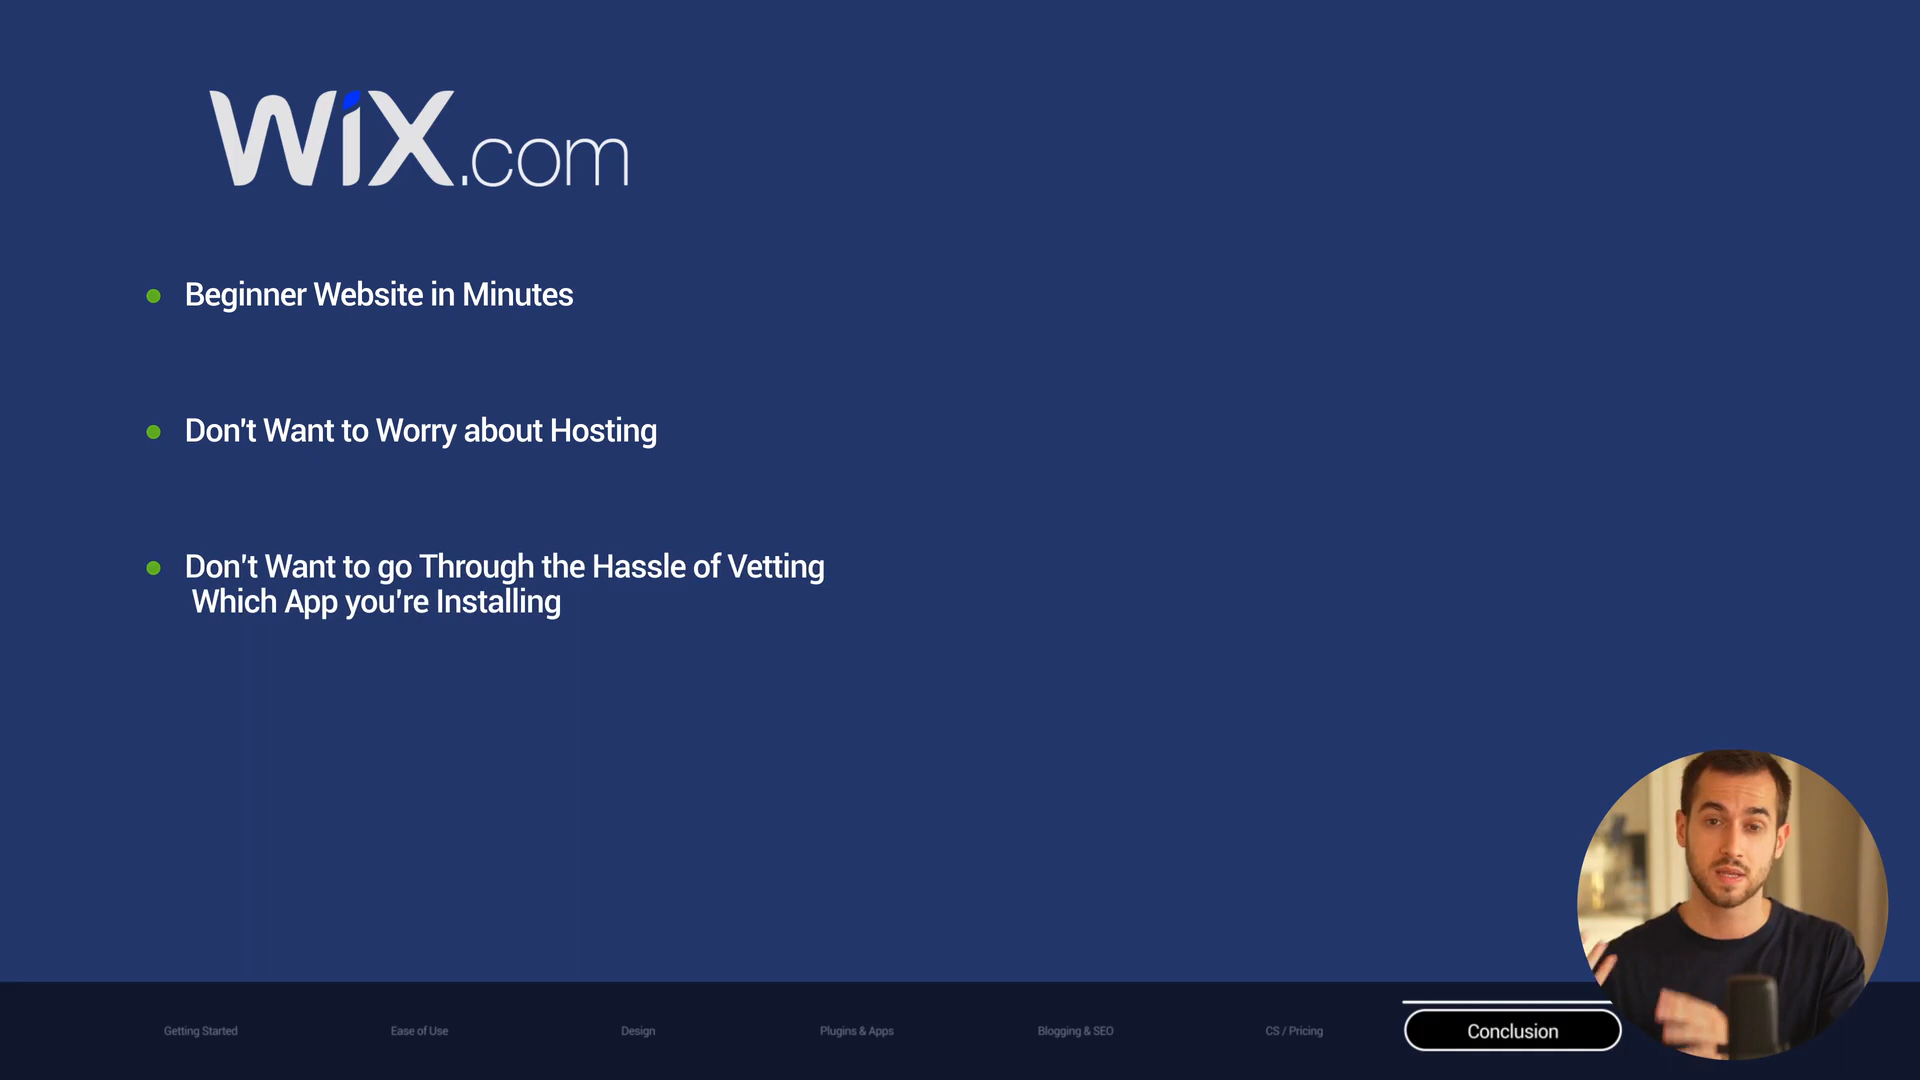 WiX.com
Beginner Website in Minutes
Don't Want to Worry about Hosting
Don't Want to go Through the Hassle of Vetting
Which App you're Installing
Getting Started
Ease of Use
Design
Plugins & Apps
Blogging & SEO
CS / Pricing
Conclusion